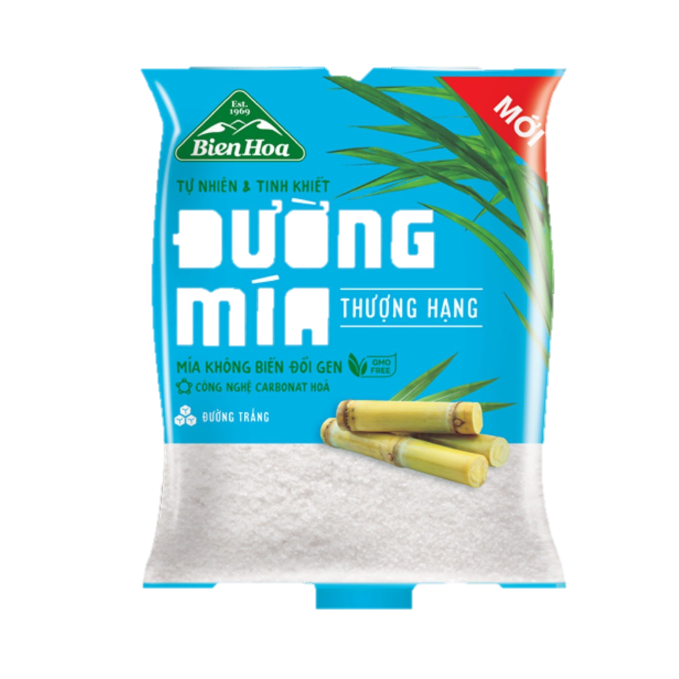 Est.
1969
Bien Hoa
MỚI
TỰ NHIÊN & TINH KHIẾT
ĐƯỜNG
MÍA
THƯỢNG HẠNG
MÍA KHÔNG BIẾN ĐỔI GEN
GMO
FREE
CÔNG NGHỆ CARBONAT HOÁ
ĐƯỜNG TRẮNG